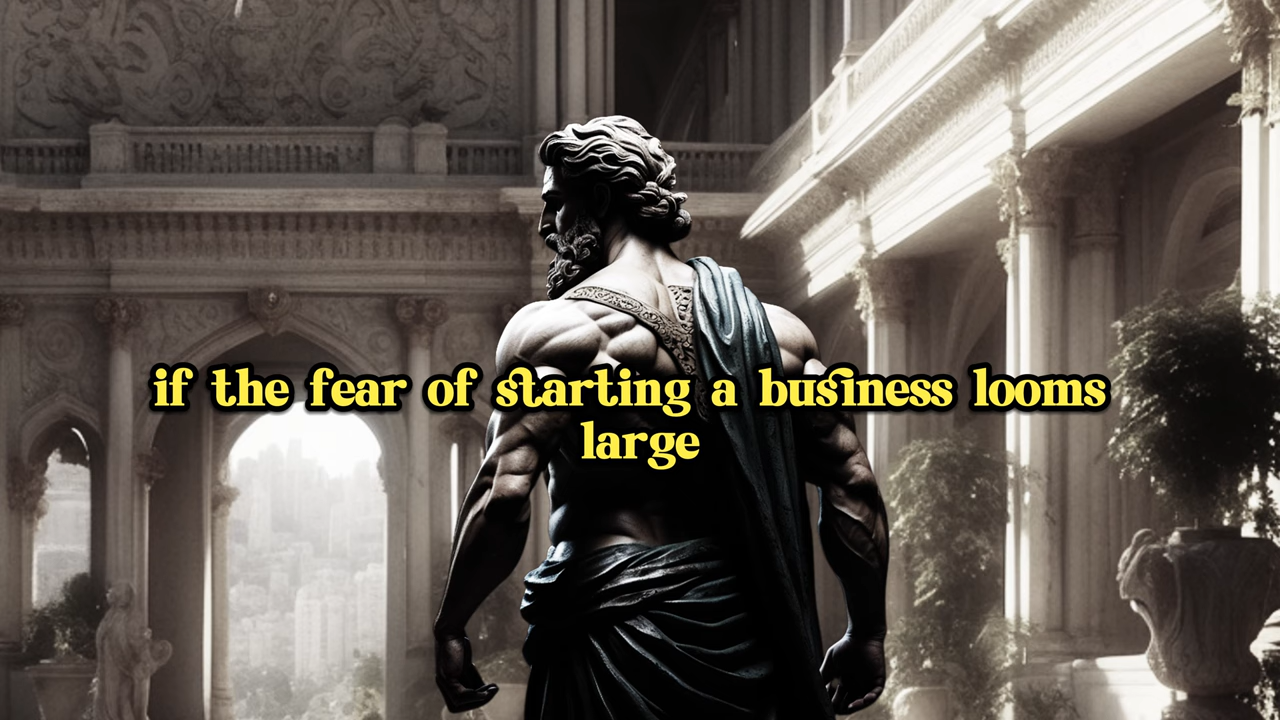 if the fear of starting a business looms
large